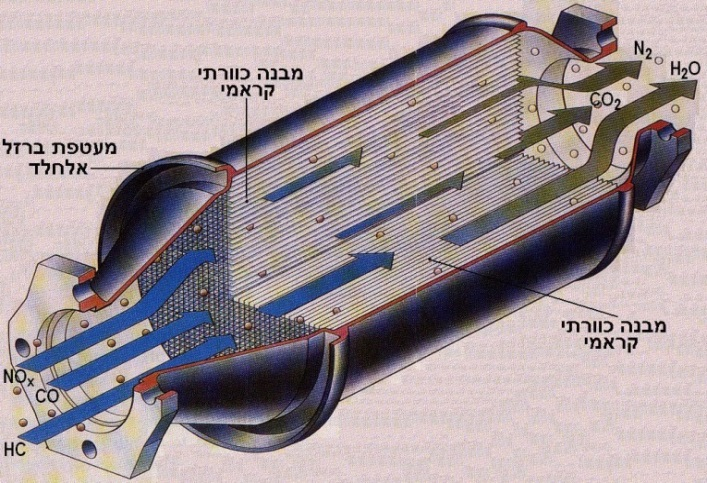 N₂
H₂O
CO₂
מבנה כוורתי
קראמי
מעטפת ברזל
אלחלד
מבנה כוורתי
קראמי
NOₓ
CO
HC